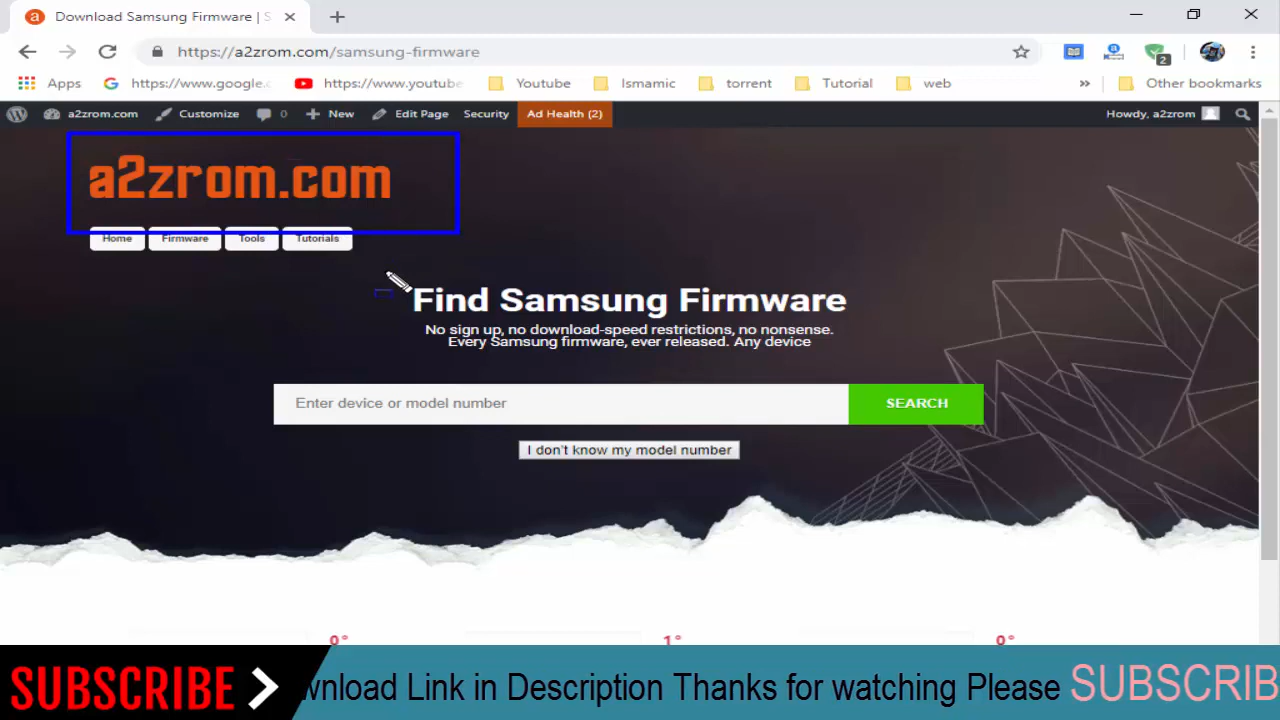 Download Samsung Firmware | S
https://a2zrom.com/samsung-firmware
2
Apps https://www.google.c https://www.youtube Youtube Ismamic torrent Tutorial web » Other bookmarks
a2zrom.com Customize 0 New Edit Page Security Ad Health (2) Howdy, a2zrom
a2zrom.com
Home Firmware Tools Tutorials
Find Samsung Firmware
No sign up, no download-speed restrictions, no nonsense.
Every Samsung firmware, ever released. Any device
Enter device or model number SEARCH
I don't know my model number
SUBSCRIBE wnload Link in Description Thanks for watching Please SUBSCRIB